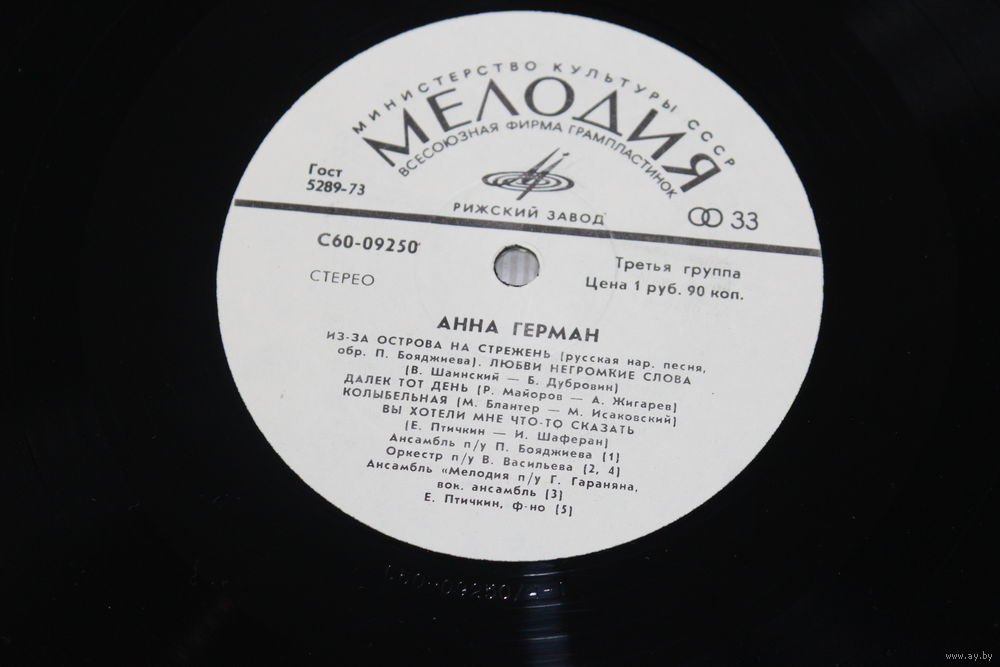 МИНИСТЕРСТВО КУЛЬТУРЫ СССР
МЕЛОДИЯ
ВСЕСОЮЗНАЯ ФИРМА ГРАМПЛАСТИНОК
Гост
5289-73
РИЖСКИЙ ЗАВОД
33
С60-09250
СТЕРЕО
Третья группа
Цена 1 руб. 90 коп.
АННА ГЕРМАН
ИЗ-ЗА ОСТРОВА НА СТРЕЖЕНЬ (русская нар. песня,
обр. П. Бояджиева). ЛЮБВИ НЕГРОМКИЕ СЛОВА
(В. Шаинский — Б. Дубровин)
ДАЛЕК ТОТ ДЕНЬ (Р. Майоров — А. Жигарев)
КОЛЫБЕЛЬНАЯ (М. Блантер — М. Исаковский)
ВЫ ХОТЕЛИ МНЕ ЧТО-ТО СКАЗАТЬ
(Е. Птичкин — И. Шаферан)
Ансамбль п/у П. Бояджиева (1)
Оркестр п/у В. Васильева (2, 4)
Ансамбль «Мелодия п/у Г. Гараняна,
вок. ансамбль (3)
Е. Птичкин, ф-но (5)
www.ay.by